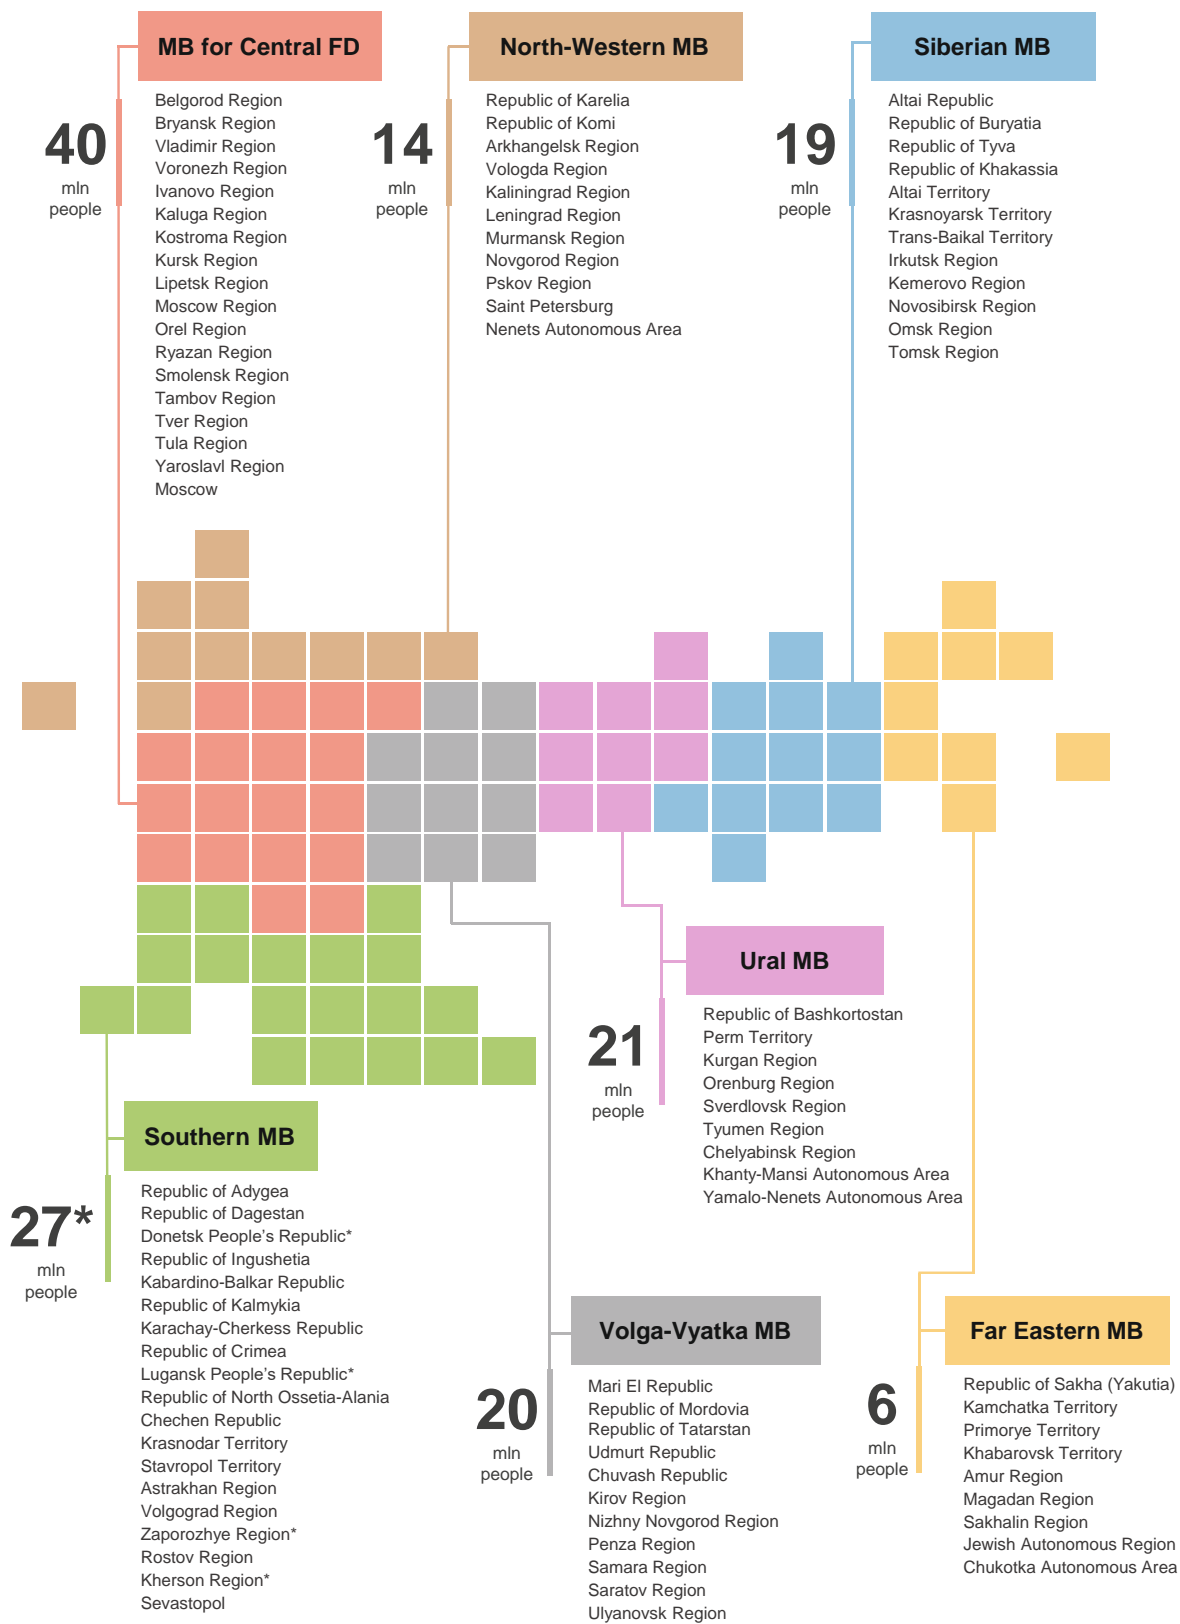 MB for Central FD
40
mln
people
Belgorod Region
Bryansk Region
Vladimir Region
Voronezh Region
Ivanovo Region
Kaluga Region
Kostroma Region
Kursk Region
Lipetsk Region
Moscow Region
Orel Region
Ryazan Region
Smolensk Region
Tambov Region
Tver Region
Tula Region
Yaroslavl Region
Moscow
North-Western MB
14
mln
people
Republic of Karelia
Republic of Komi
Arkhangelsk Region
Vologda Region
Kaliningrad Region
Leningrad Region
Murmansk Region
Novgorod Region
Pskov Region
Saint Petersburg
Nenets Autonomous Area
Siberian MB
19
mln
people
Altai Republic
Republic of Buryatia
Republic of Tyva
Republic of Khakassia
Altai Territory
Krasnoyarsk Territory
Trans-Baikal Territory
Irkutsk Region
Kemerovo Region
Novosibirsk Region
Omsk Region
Tomsk Region
Ural MB
21
mln
people
Republic of Bashkortostan
Perm Territory
Kurgan Region
Orenburg Region
Sverdlovsk Region
Tyumen Region
Chelyabinsk Region
Khanty-Mansi Autonomous Area
Yamalo-Nenets Autonomous Area
Southern MB
27*
mln
people
Republic of Adygea
Republic of Dagestan
Donetsk People’s Republic*
Republic of Ingushetia
Kabardino-Balkar Republic
Republic of Kalmykia
Karachay-Cherkess Republic
Republic of Crimea
Lugansk People’s Republic*
Republic of North Ossetia-Alania
Chechen Republic
Krasnodar Territory
Stavropol Territory
Astrakhan Region
Volgograd Region
Zaporozhye Region*
Rostov Region
Kherson Region*
Sevastopol
Volga-Vyatka MB
20
mln
people
Mari El Republic
Republic of Mordovia
Republic of Tatarstan
Udmurt Republic
Chuvash Republic
Kirov Region
Nizhny Novgorod Region
Penza Region
Samara Region
Saratov Region
Ulyanovsk Region
Far Eastern MB
6
mln
people
Republic of Sakha (Yakutia)
Kamchatka Territory
Primorye Territory
Khabarovsk Territory
Amur Region
Magadan Region
Sakhalin Region
Jewish Autonomous Region
Chukotka Autonomous Area